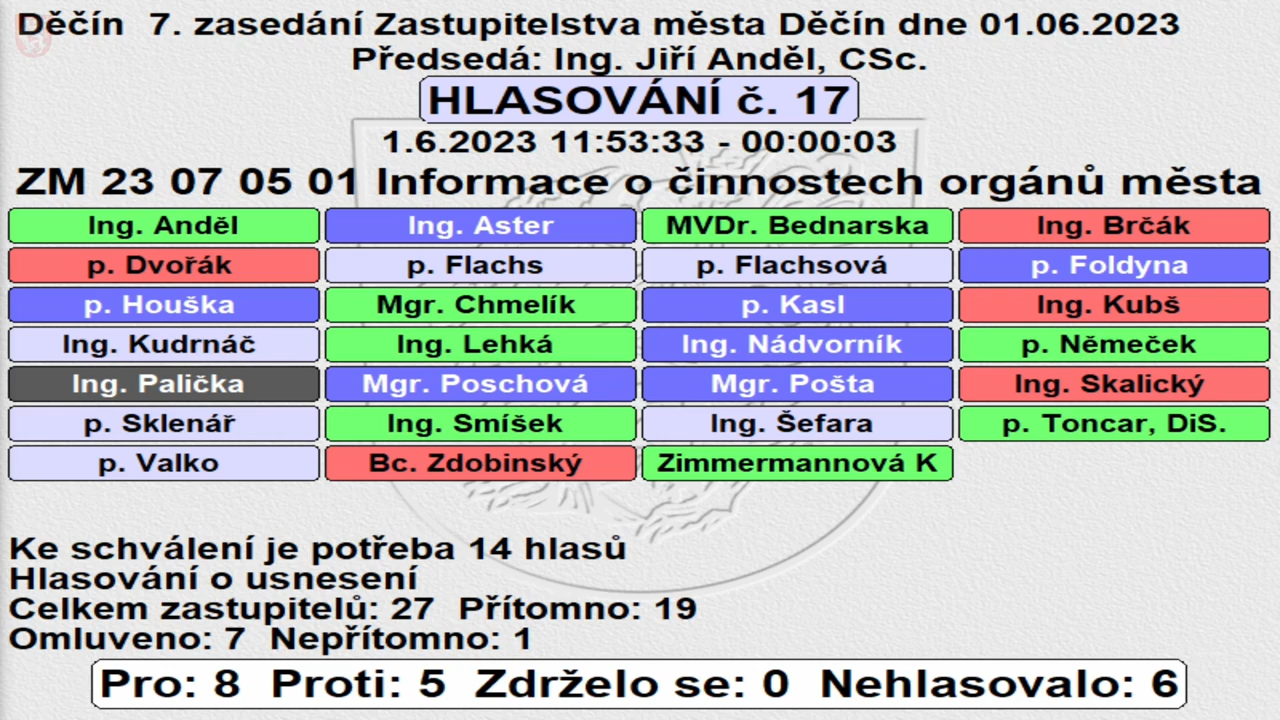 Děčín 7. zasedání Zastupitelstva města Děčín dne 01.06.2023
Předsedá: Ing. Jiří Anděl, CSc.
HLASOVÁNÍ č. 17
1.6.2023 11:53:33 - 00:00:03
ZM 23 07 05 01 Informace o činnostech orgánů města
Ing. Anděl Ing. Aster MVDr. Bednarska Ing. Brčák
p. Dvořák p. Flachs p. Flachsová p. Foldyna
p. Houška Mgr. Chmelík p. Kasl Ing. Kubš
Ing. Kudrnáč Ing. Lehká Ing. Nádvorník p. Němeček
Ing. Palička Mgr. Poschová Mgr. Pošta Ing. Skalický
p. Sklenář Ing. Smíšek Ing. Šefara p. Toncar, DiS.
p. Valko Bc. Zdobinský Zimmermannová K
Ke schválení je potřeba 14 hlasů
Hlasování o usnesení
Celkem zastupitelů: 27 Přítomno: 19
Omluveno: 7 Nepřítomno: 1
Pro: 8 Proti: 5 Zdrželo se: 0 Nehlasovalo: 6